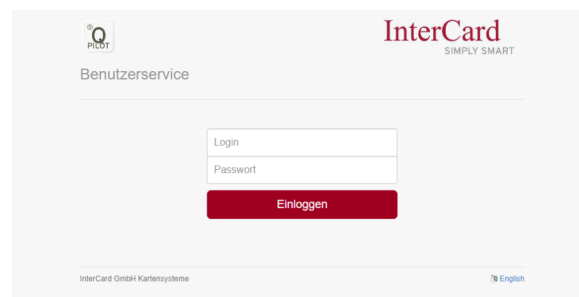 ®Q
PILOT
InterCard
SIMPLY SMART
Benutzerservice
Login
Passwort
Einloggen
InterCard GmbH Kartensysteme
English